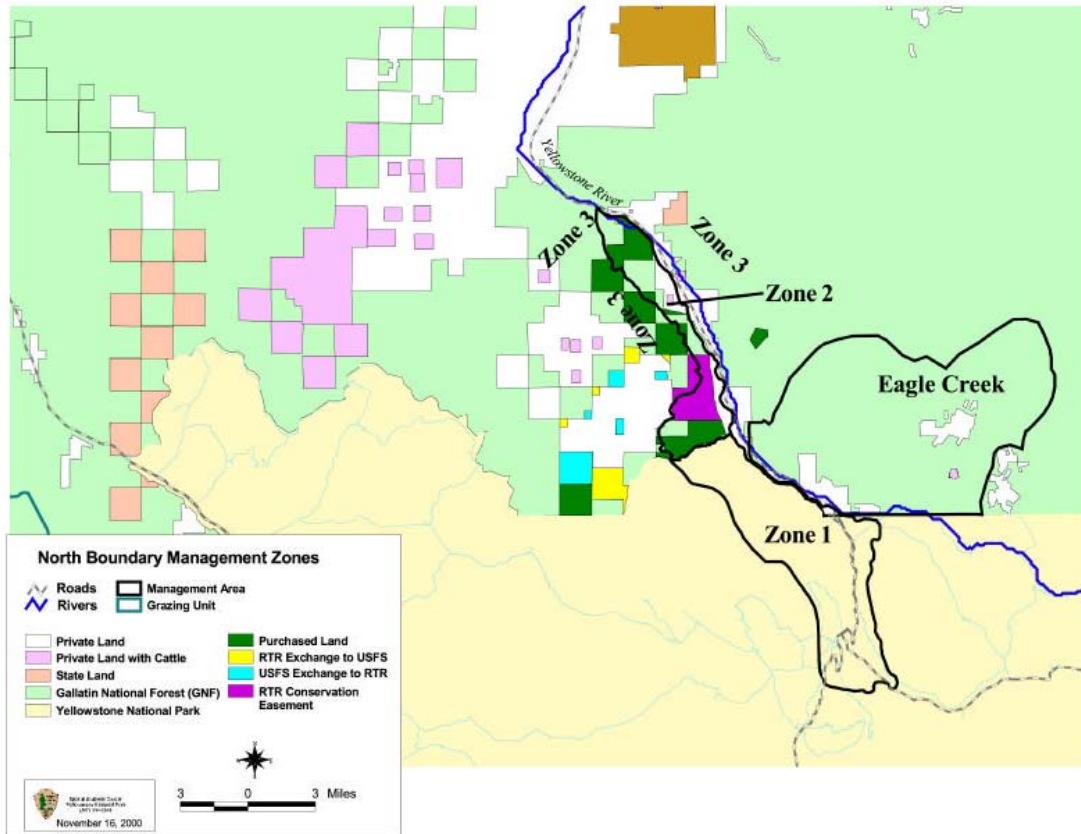 Yellowstone River
Zone 3
Zone 3
Zone 3
Zone 2
Eagle Creek
Zone 1
North Boundary Management Zones
Roads
Rivers
Management Area
Grazing Unit
Private Land
Private Land with Cattle
State Land
Gallatin National Forest (GNF)
Yellowstone National Park
Purchased Land
RTR Exchange to USFS
USFS Exchange to RTR
RTR Conservation
Easement
3 0 3 Miles
November 16, 2000